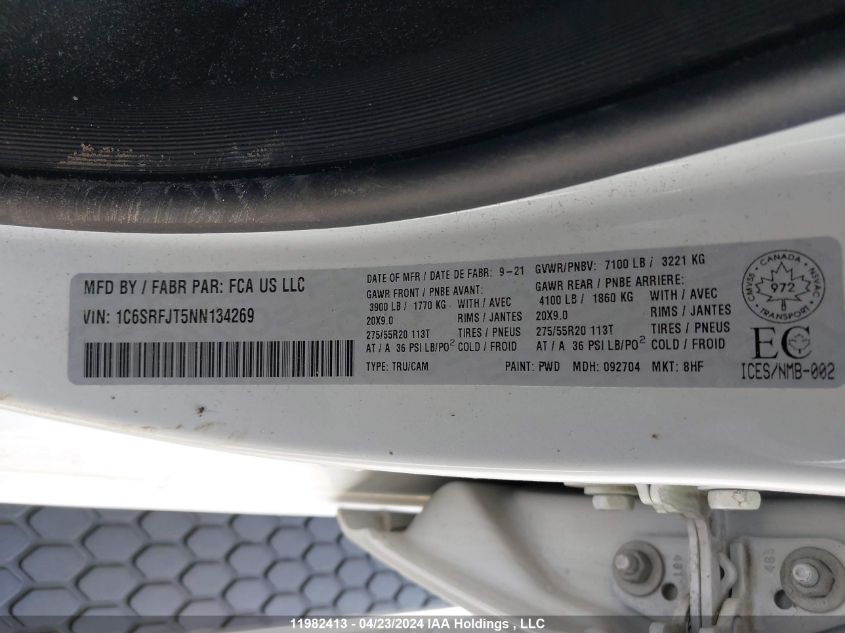 MFD BY / FABR PAR: FCA US LLC
VIN: 1C6SRFJT5NN134269
DATE OF MFR / DATE DE FABR: 9-21
GAWR FRONT / PNBE AVANT:
3900 LB / 1770 KG WITH / AVEC
20X9.0 RIMS / JANTES
275/55R20 113T TIRES / PNEUS
AT / A 36 PSI LB/PO² COLD / FROID
TYPE: TRU/CAM
GVWR/PNBV: 7100 LB / 3221 KG
GAWR REAR / PNBE ARRIERE:
4100 LB / 1860 KG WITH / AVEC
20X9.0 RIMS / JANTES
275/55R20 113T TIRES / PNEUS
AT / A 36 PSI LB/PO² COLD / FROID
PAINT: PWD MDH: 092704 MKT: 8HF
CMVSS CANADA NSVAC
972
TRANSPORT
EC
ICES/NMB-002
483
11982413 - 04/23/2024 IAA Holdings , LLC